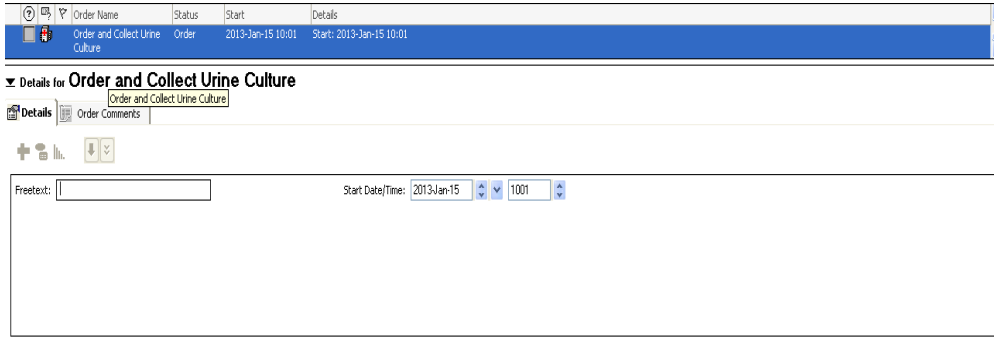 Order Name Status Start Details
Order and Collect Urine Culture Order 2013-Jan-15 10:01 Start: 2013-Jan-15 10:01
Details for Order and Collect Urine Culture
Order and Collect Urine Culture
Details Order Comments
Freetext: Start Date/Time: 2013-Jan-15 1001